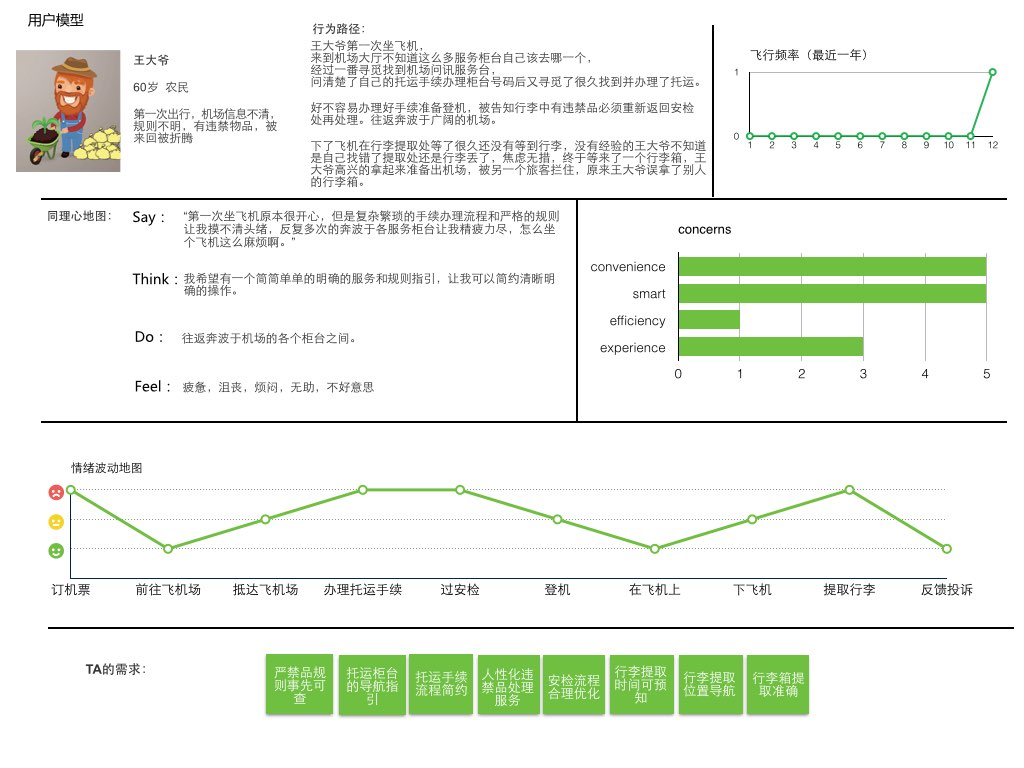 用户模型
王大爷
60岁 农民
第一次出行，机场信息不清，
规则不明，有违禁物品，被
来回被折腾
行为路径：
王大爷第一次坐飞机，
来到机场大厅不知道这么多服务柜台自己该去哪一个，
经过一番寻觅找到机场问讯服务台，
问清楚了自己的托运手续办理柜台号码后又寻觅了很久找到并办理了托运。
好不容易办理好手续准备登机，被告知行李中有违禁品必须重新返回安检
处再处理。往返奔波于广阔的机场。
下了飞机在行李提取处等了很久还没有等到行李，没有经验的王大爷不知道
是自己找错了提取处还是行李丢了，焦虑无措，终于等来了一个行李箱，王
大爷高兴的拿起来准备出机场，被另一个旅客拦住，原来王大爷误拿了别人
的行李箱。
飞行频率（最近一年）
1
0
1 2 3 4 5 6 7 8 9 10 11 12
同理心地图：
Say：
“第一次坐飞机原本很开心，但是复杂繁琐的手续办理流程和严格的规则
让我摸不清头绪，反复多次的奔波于各服务柜台让我精疲力尽，怎么坐
个飞机这么麻烦啊。”
Think：
我希望有一个简简单单的明确的服务和规则指引，让我可以简约清晰明
确的操作。
Do：
往返奔波于机场的各个柜台之间。
Feel：
疲惫，沮丧，烦闷，无助，不好意思
concerns
convenience
smart
efficiency
experience
0 1 2 3 4 5
情绪波动地图
订机票 前往飞机场 抵达飞机场 办理托运手续 过安检 登机 在飞机上 下飞机 提取行李 反馈投诉
TA的需求：
严禁品规
则事先可
查
托运柜台
的导航指
引
托运手续
流程简约
人性化违
禁品处理
服务
安检流程
合理优化
行李提取
时间可预
知
行李提取
位置导航
行李箱提
取准确